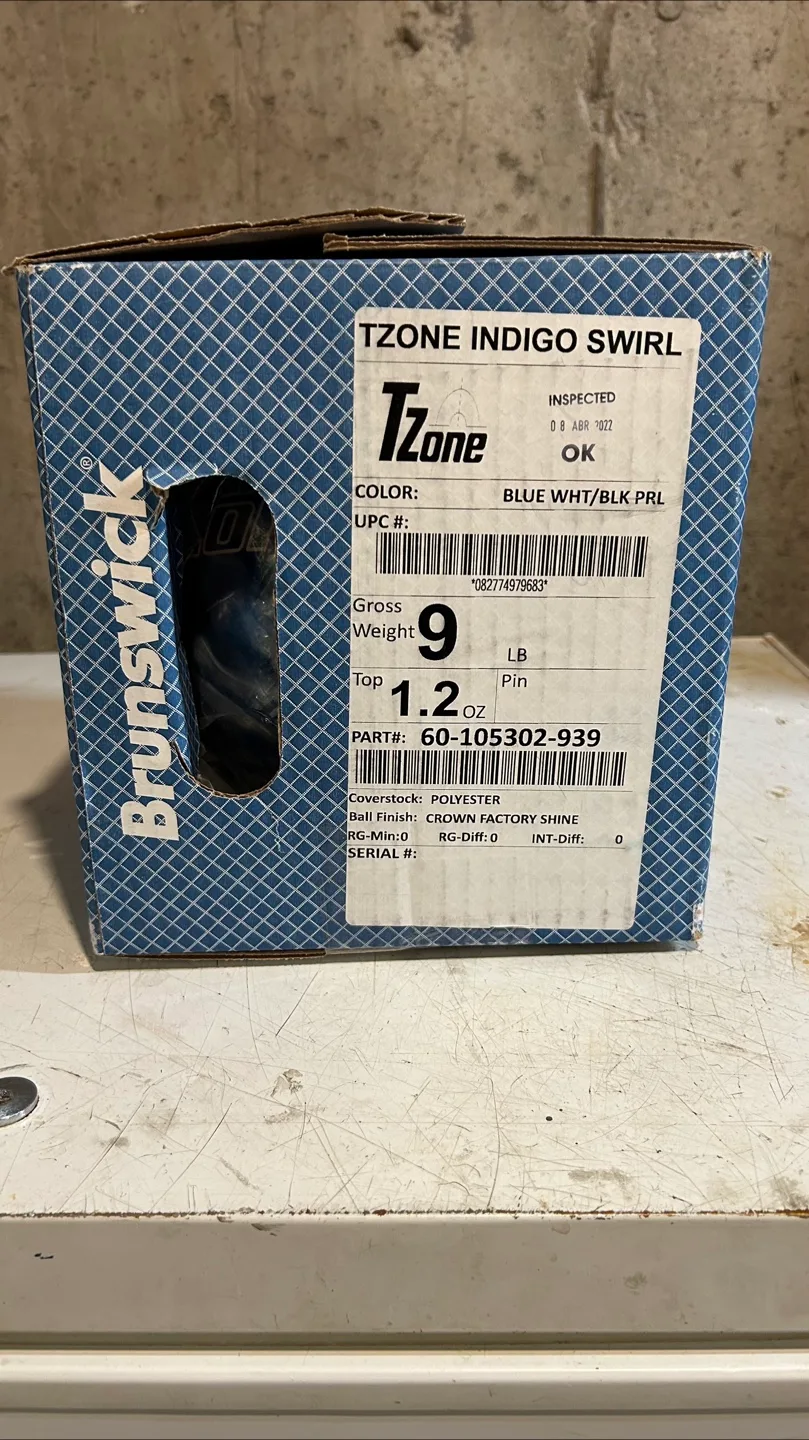 Brunswick®
TZONE INDIGO SWIRL
TZone
INSPECTED
08 ABR 2022
OK
COLOR: BLUE WHT/BLK PRL
UPC #:
*082774979683*
Gross
Weight 9 LB
Top 1.2 OZ Pin
PART#: 60-105302-939
Coverstock: POLYESTER
Ball Finish: CROWN FACTORY SHINE
RG-Min:0 RG-Diff: 0 INT-Diff: 0
SERIAL #: